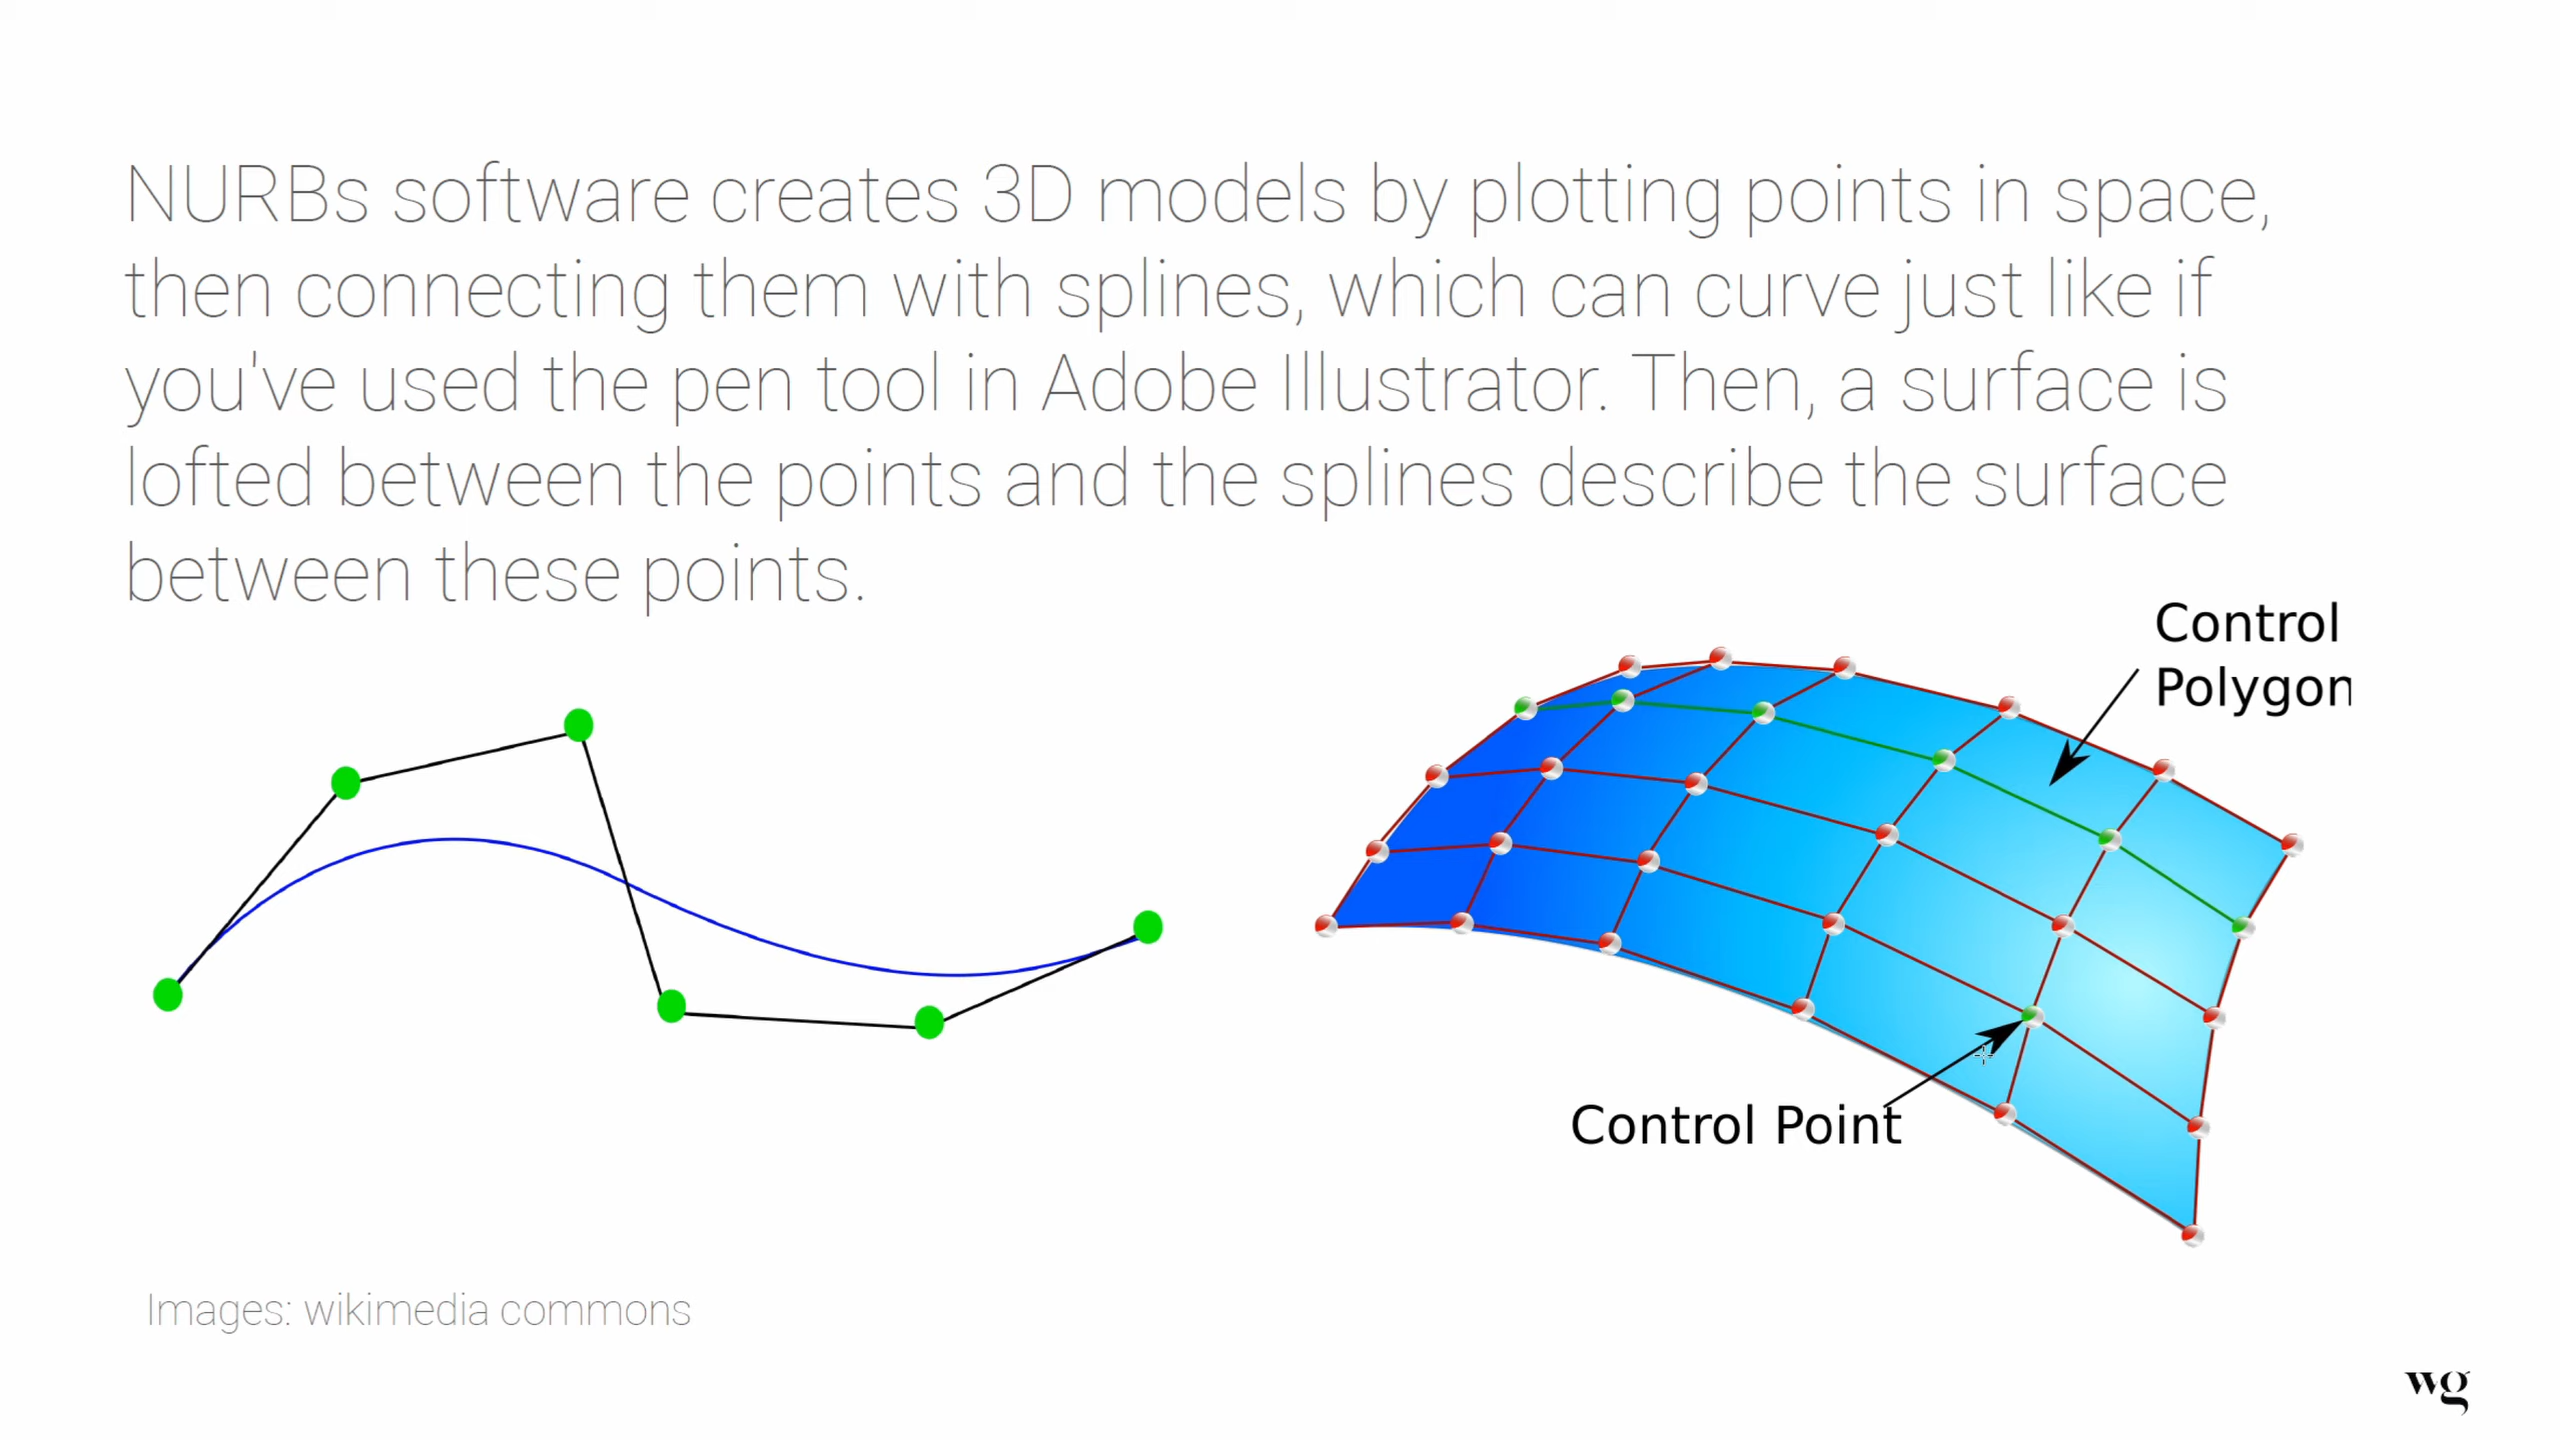 NURBs software creates 3D models by plotting points in space,
then connecting them with splines, which can curve just like if
you've used the pen tool in Adobe Illustrator. Then, a surface is
lofted between the points and the splines describe the surface
between these points.
Control
Polygon
Control Point
Images: wikimedia commons
wg